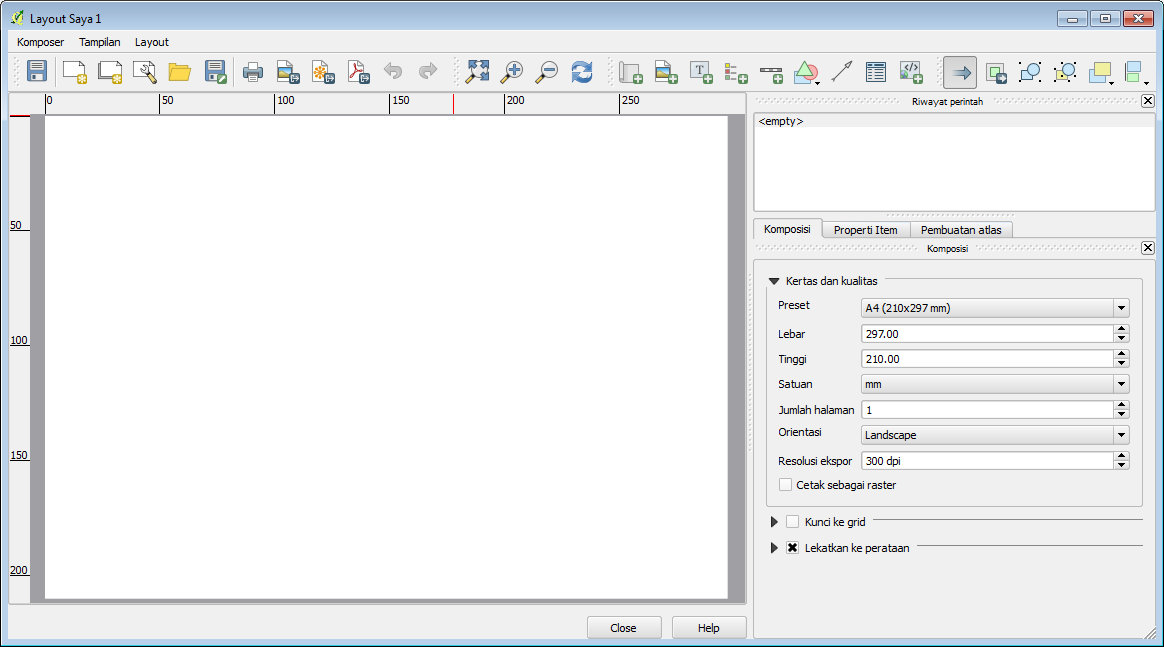 Layout Saya 1
Komposer Tampilan Layout
0 50 100 150 200 250
50
100
150
200
Riwayat perintah
<empty>
Komposisi Properti Item Pembuatan atlas
Komposisi
Kertas dan kualitas
Preset A4 (210x297 mm)
Lebar 297.00
Tinggi 210.00
Satuan mm
Jumlah halaman 1
Orientasi Landscape
Resolusi ekspor 300 dpi
Cetak sebagai raster
Kunci ke grid
Lekatkan ke perataan
Close Help